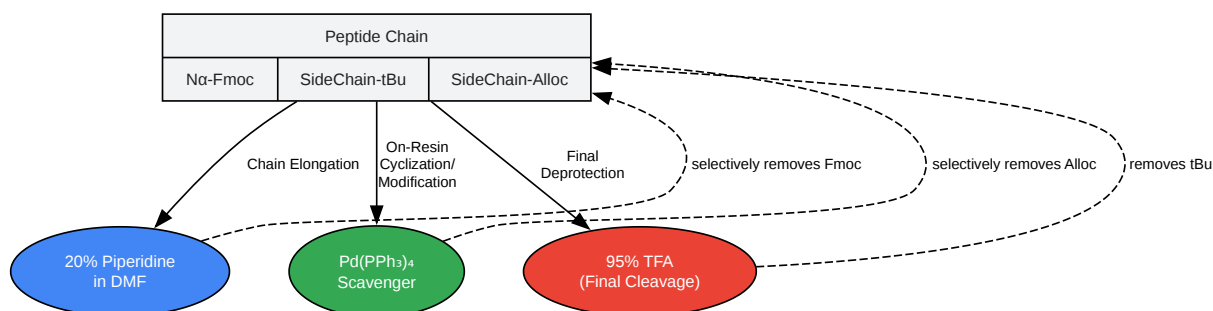 Peptide Chain
Nα-Fmoc
SideChain-tBu
SideChain-Alloc
Chain Elongation
On-Resin
Cyclization/
Modification
Final
Deprotection
selectively removes Fmoc
selectively removes Alloc
removes tBu
20% Piperidine
in DMF
Pd(PPh₃)₄
Scavenger
95% TFA
(Final Cleavage)